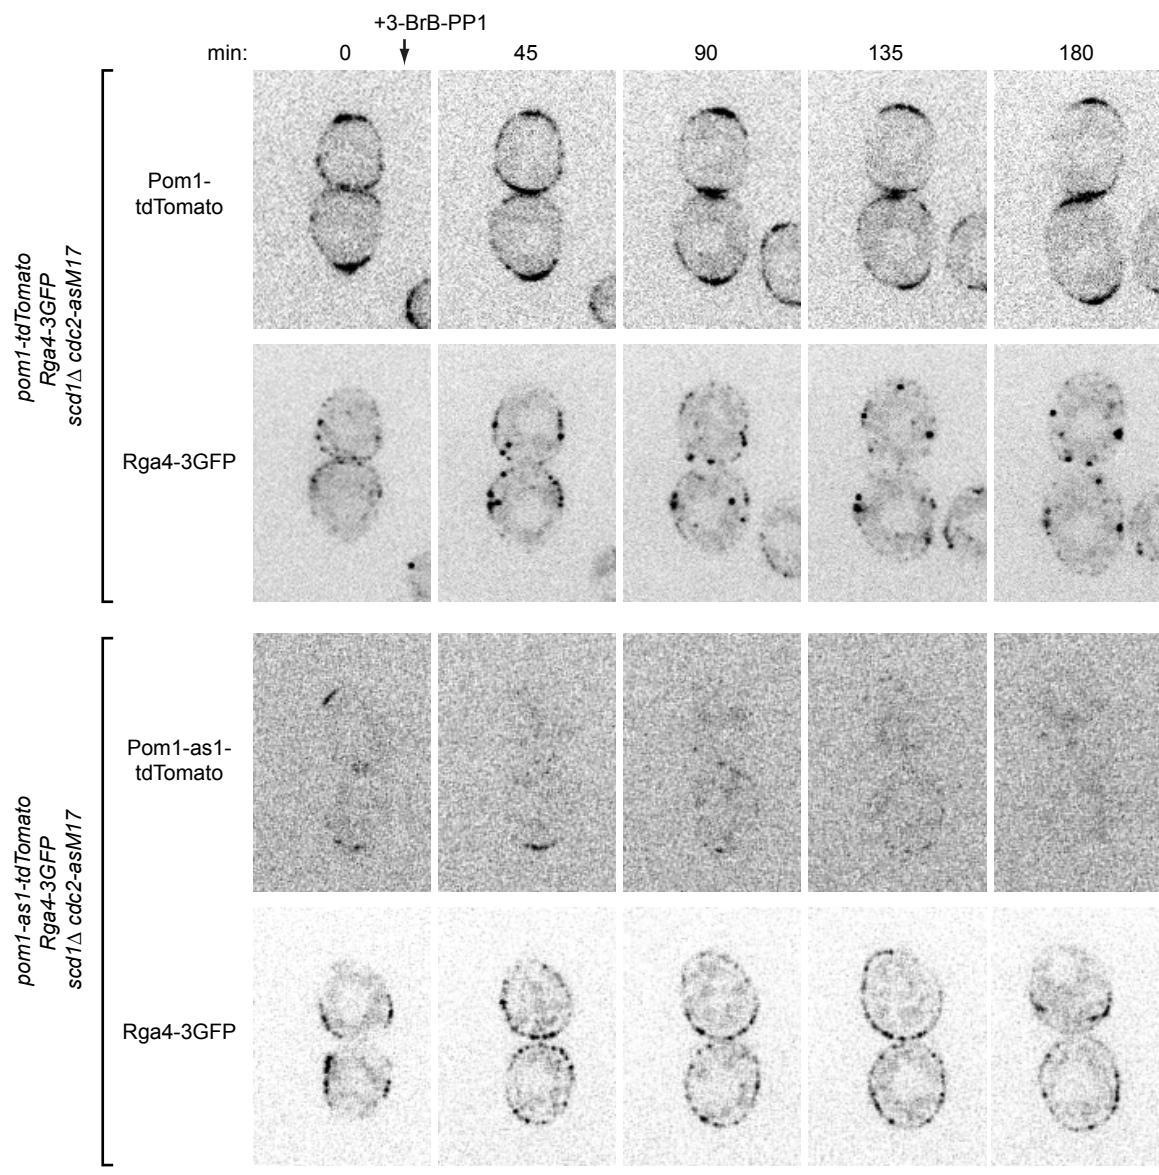 +3-BrB-PP1
min: 0 45 90 135 180
pom1-tdTomato
Rga4-3GFP
scd1Δ cdc2-asM17
Pom1-
tdTomato
Rga4-3GFP
pom1-as1-tdTomato
Rga4-3GFP
scd1Δ cdc2-asM17
Pom1-as1-
tdTomato
Rga4-3GFP